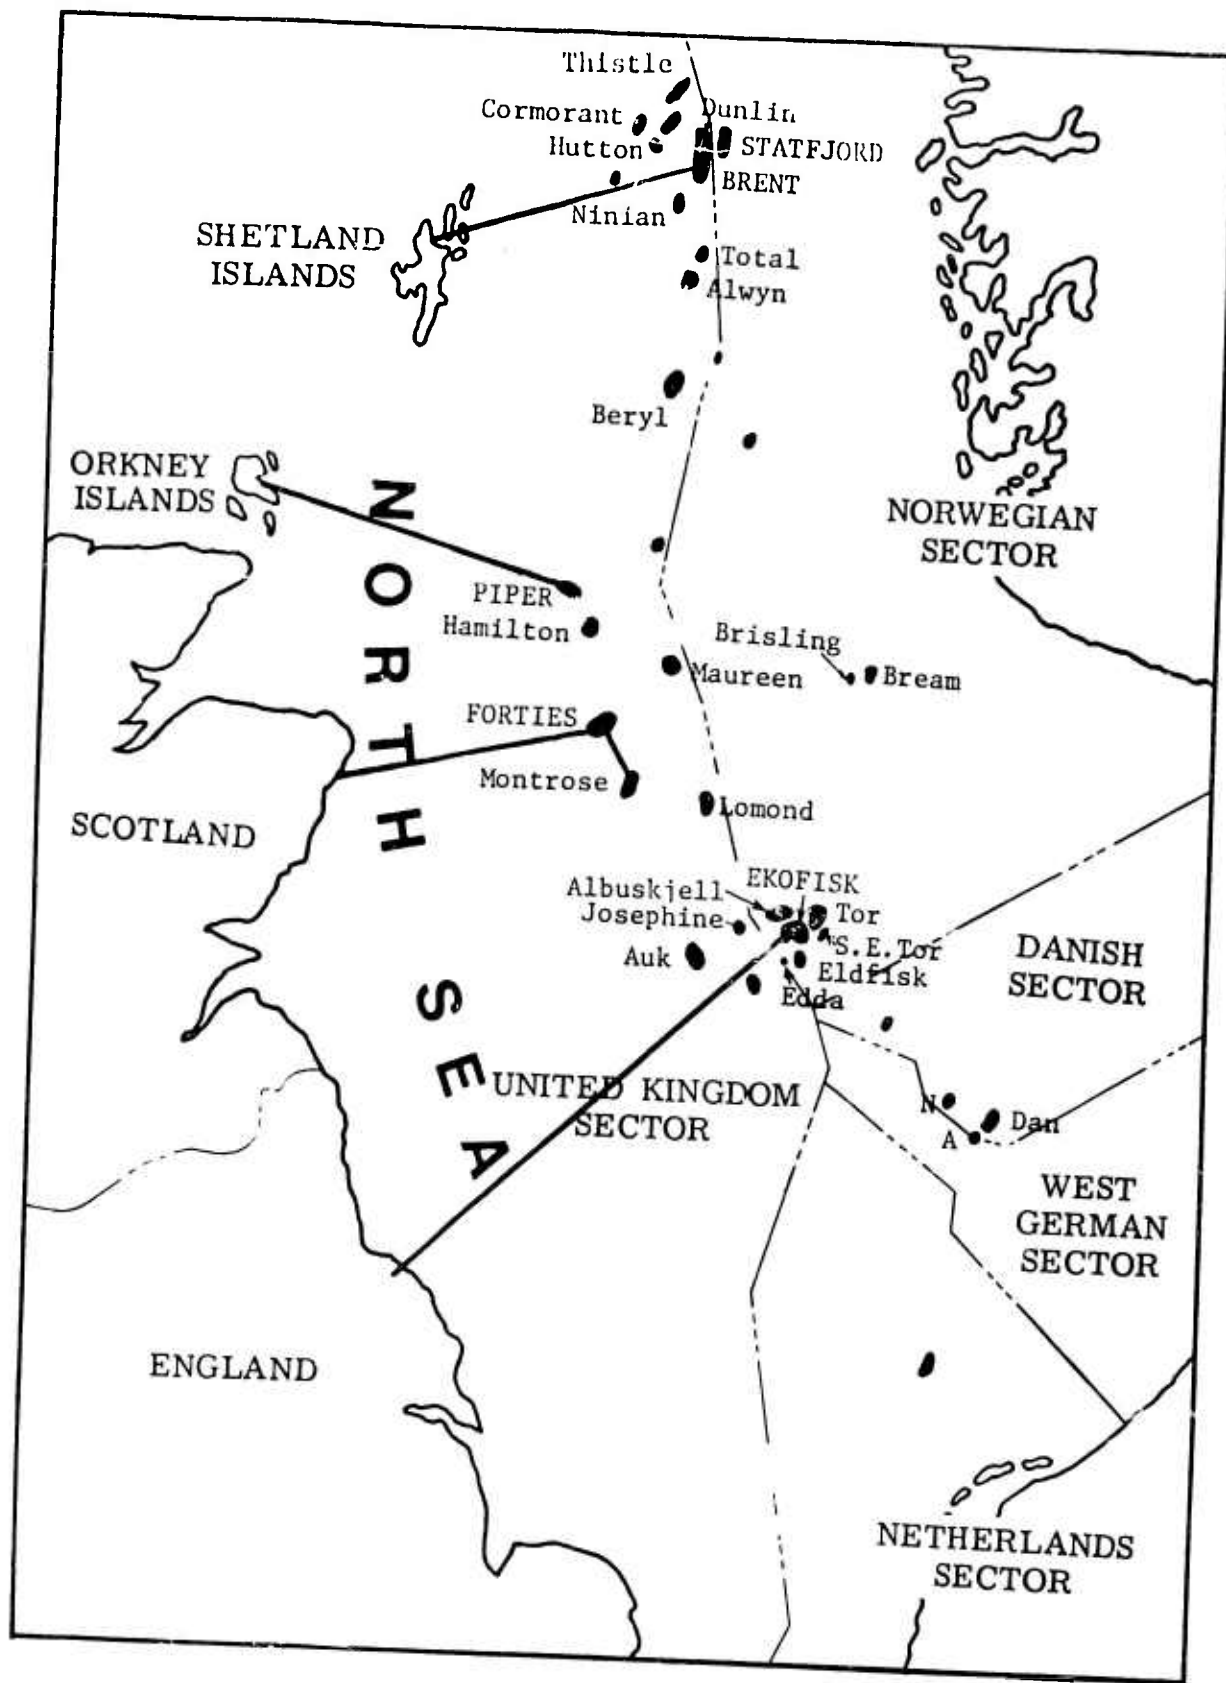 Thistle
Cormorant
Dunlin
Hutton
STATFJORD
BRENT
Ninian
SHETLAND
ISLANDS
Total
Alwyn
Beryl
ORKNEY
ISLANDS
NORTH SEA
NORWEGIAN
SECTOR
PIPER
Hamilton
Brisling
Maureen
Bream
FORTIES
Montrose
Lomond
SCOTLAND
Albuskjell
EKOFISK
Josephine
Tor
Auk
S.E.Tor
Eldfisk
Edda
DANISH
SECTOR
UNITED KINGDOM
SECTOR
N
A
Dan
WEST
GERMAN
SECTOR
ENGLAND
NETHERLANDS
SECTOR